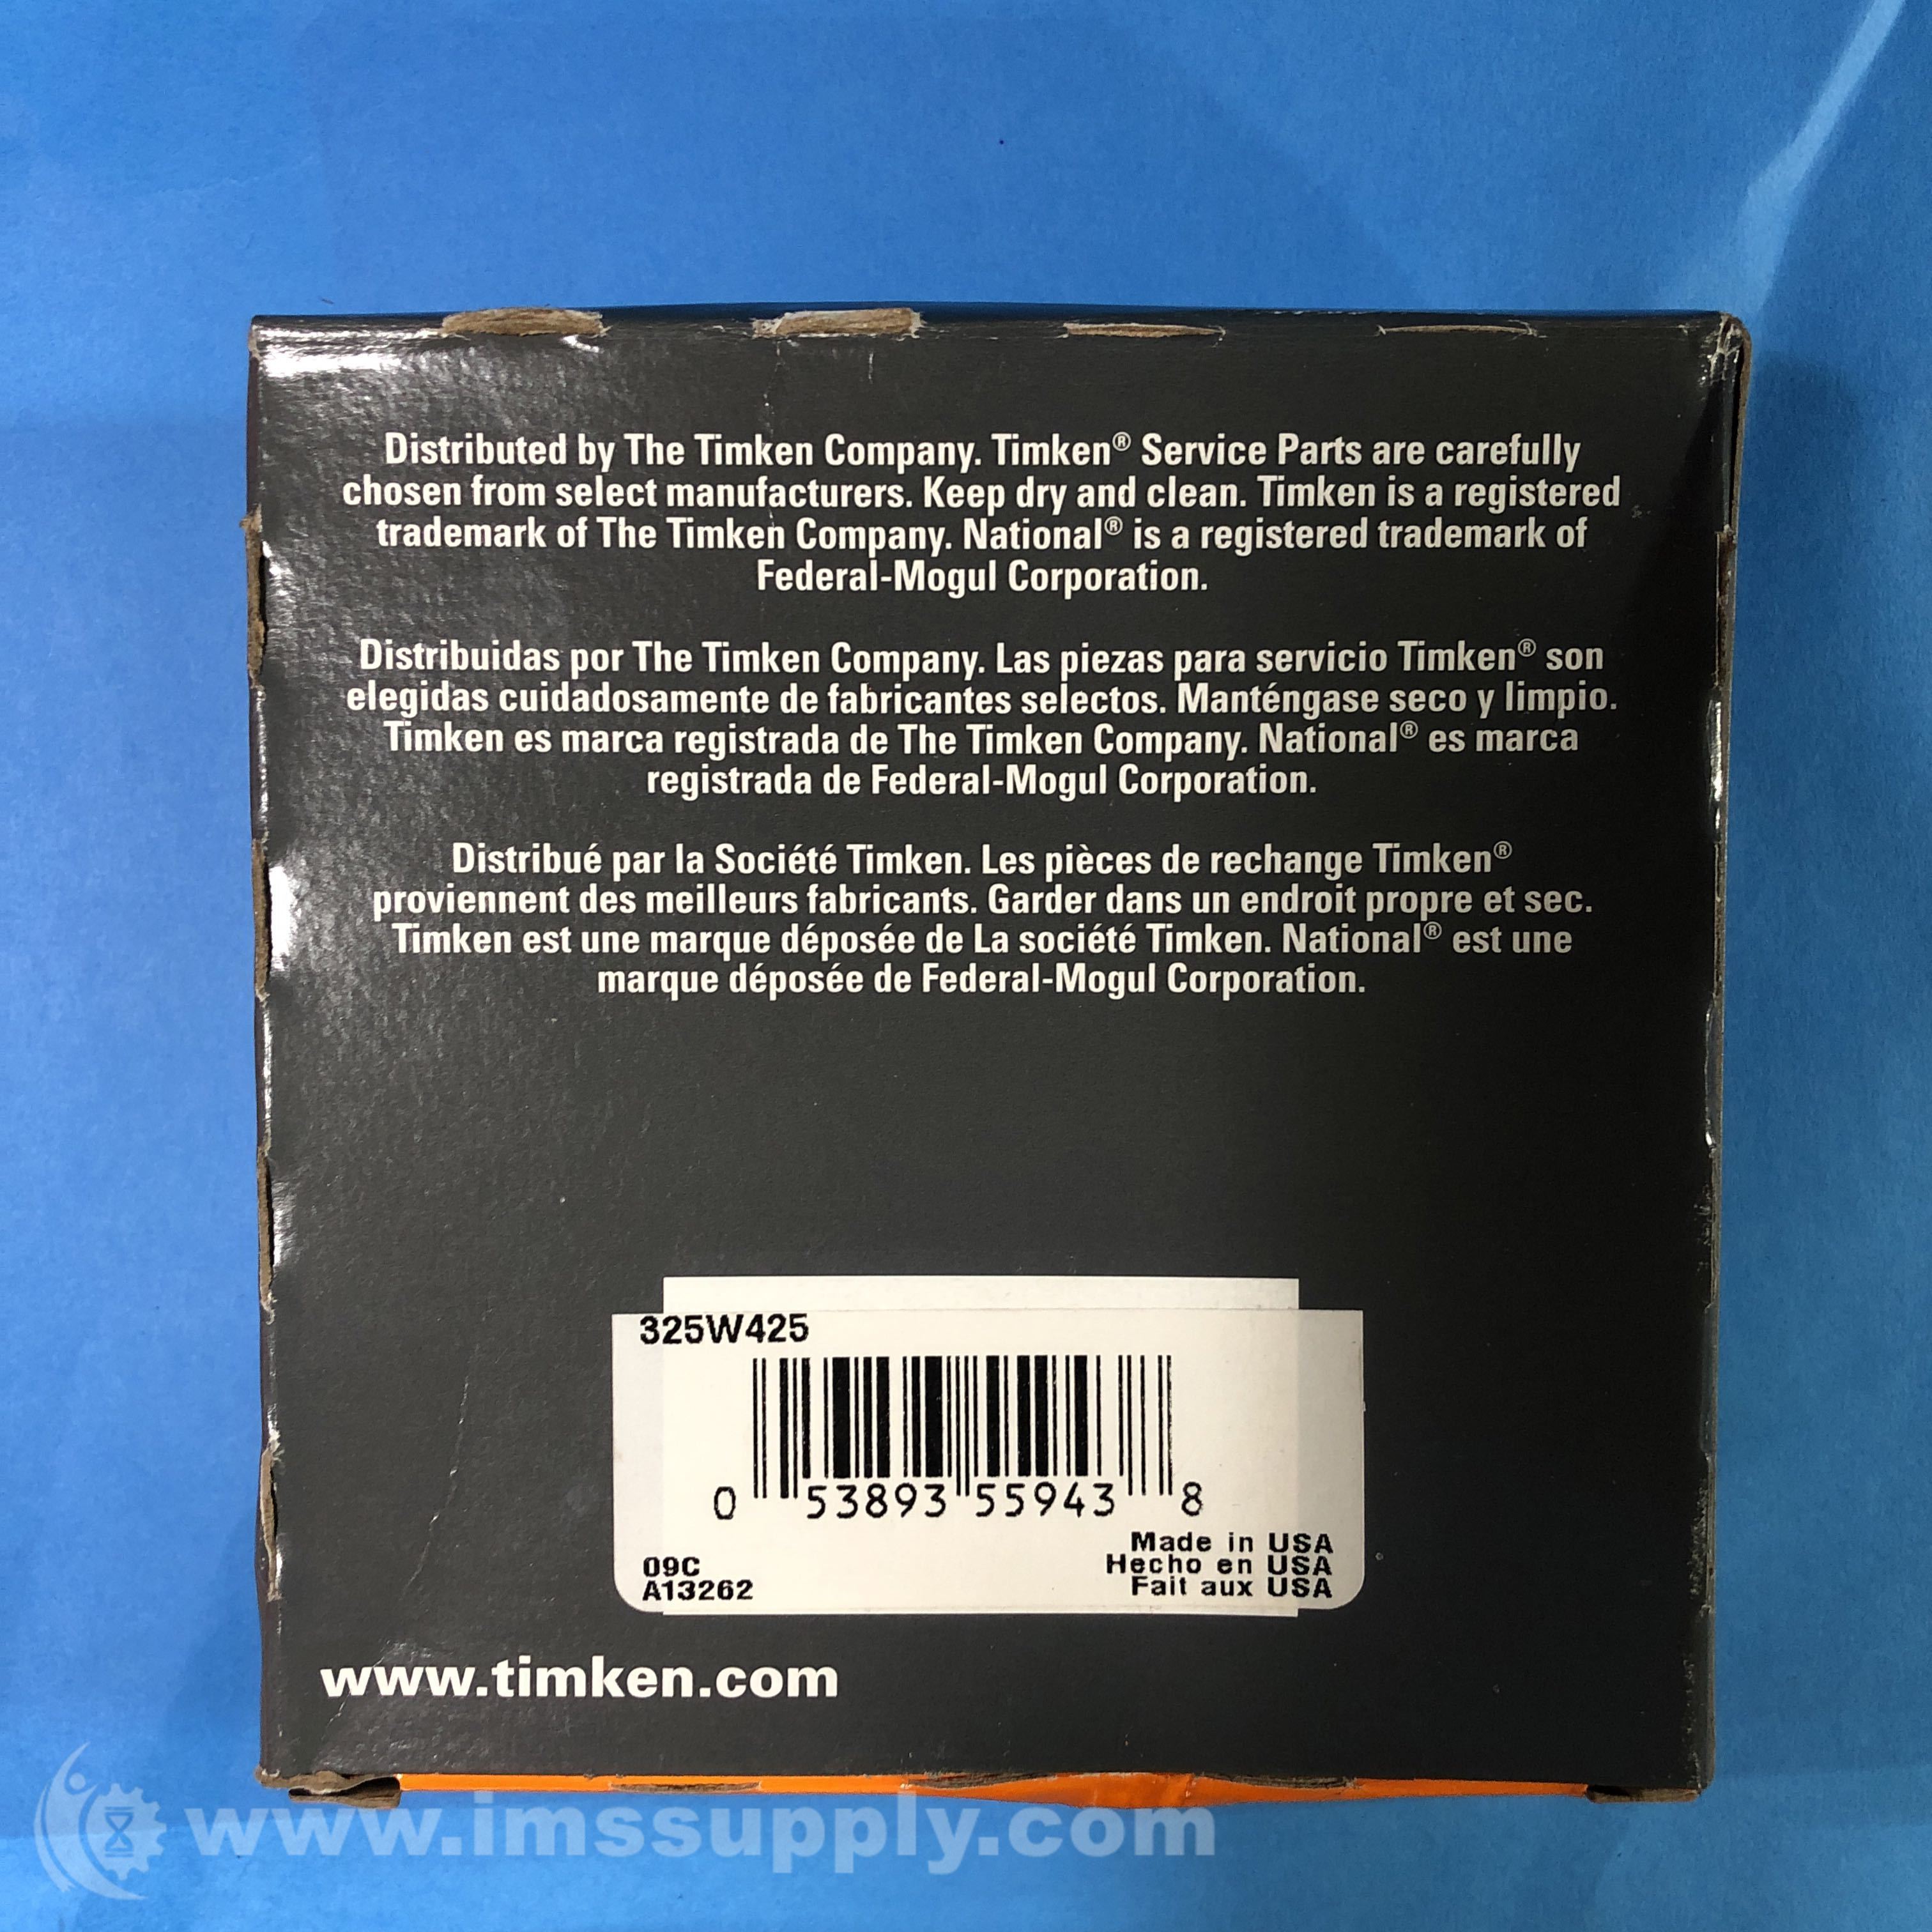 Distributed by The Timken Company. Timken® Service Parts are carefully
chosen from select manufacturers. Keep dry and clean. Timken is a registered
trademark of The Timken Company. National® is a registered trademark of
Federal-Mogul Corporation.
Distribuidas por The Timken Company. Las piezas para servicio Timken® son
elegidas cuidadosamente de fabricantes selectos. Manténgase seco y limpio.
Timken es marca registrada de The Timken Company. National® es marca
registrada de Federal-Mogul Corporation.
Distribué par la Société Timken. Les pièces de rechange Timken®
proviennent des meilleurs fabricants. Garder dans un endroit propre et sec.
Timken est une marque déposée de La société Timken. National® est une
marque déposée de Federal-Mogul Corporation.
325W425
0 53893 55943 8
Made in USA
Hecho en USA
Fait aux USA
09C
A13262
www.timken.com
www.imssupply.com